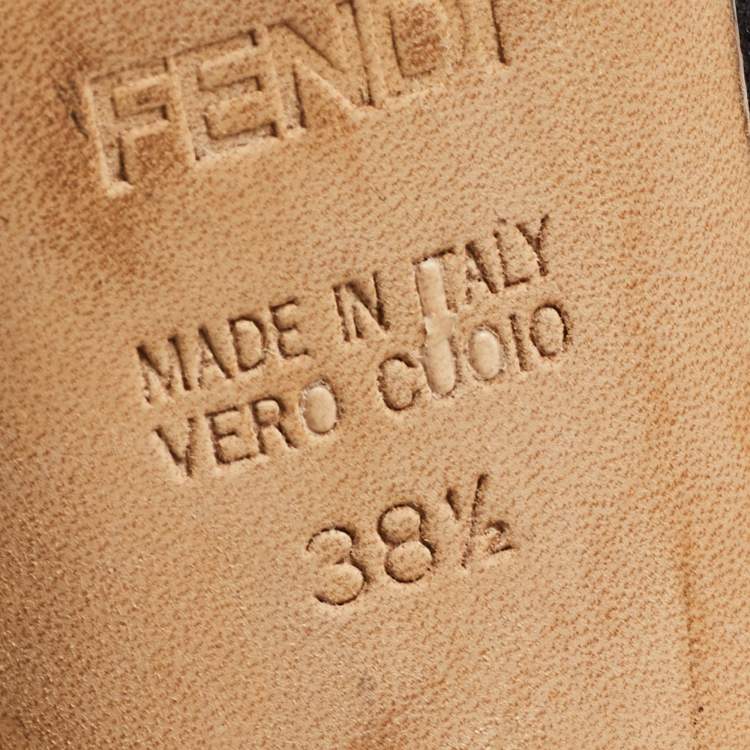 FENDI
MADE IN ITALY
VERO CUOIO
38½